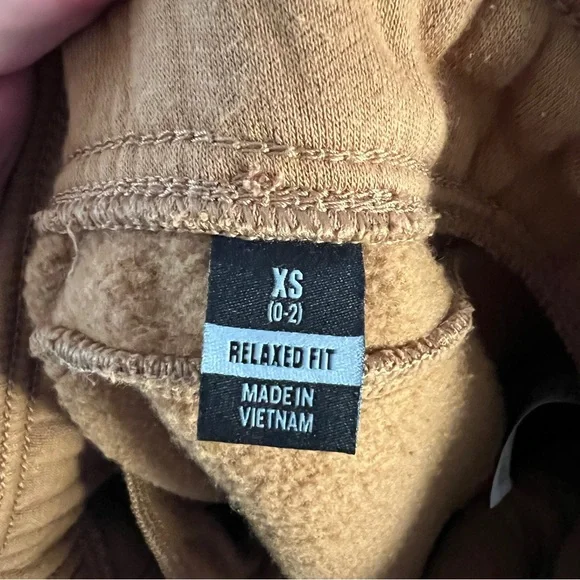 XS
(0-2)
RELAXED FIT
MADE IN
VIETNAM